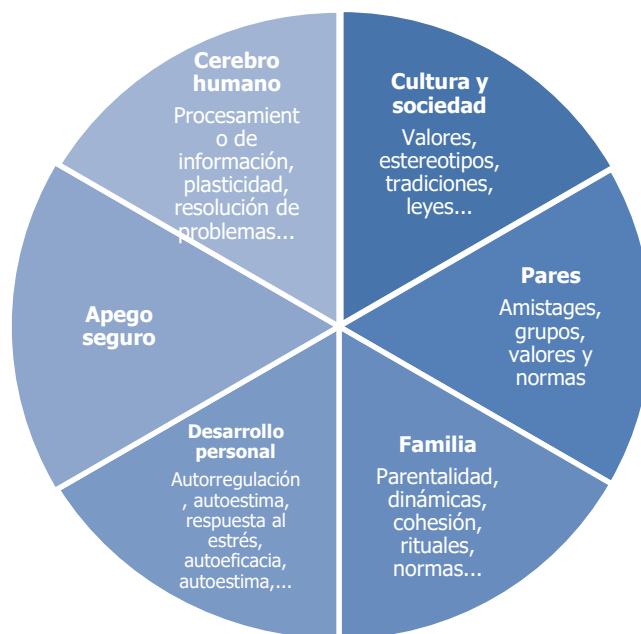 Cerebro
humano
Procesamient
o de
información,
plasticidad,
resolución de
problemas...
Cultura y
sociedad
Valores,
estereotipos,
tradiciones,
leyes...
Pares
Amistages,
grupos,
valores y
normas
Familia
Parentalidad,
dinámicas,
cohesión,
rituales,
normas...
Desarrollo
personal
Autorregulación
, autoestima,
respuesta al
estrés,
autoeficacia,
autoestima,...
Apego
seguro